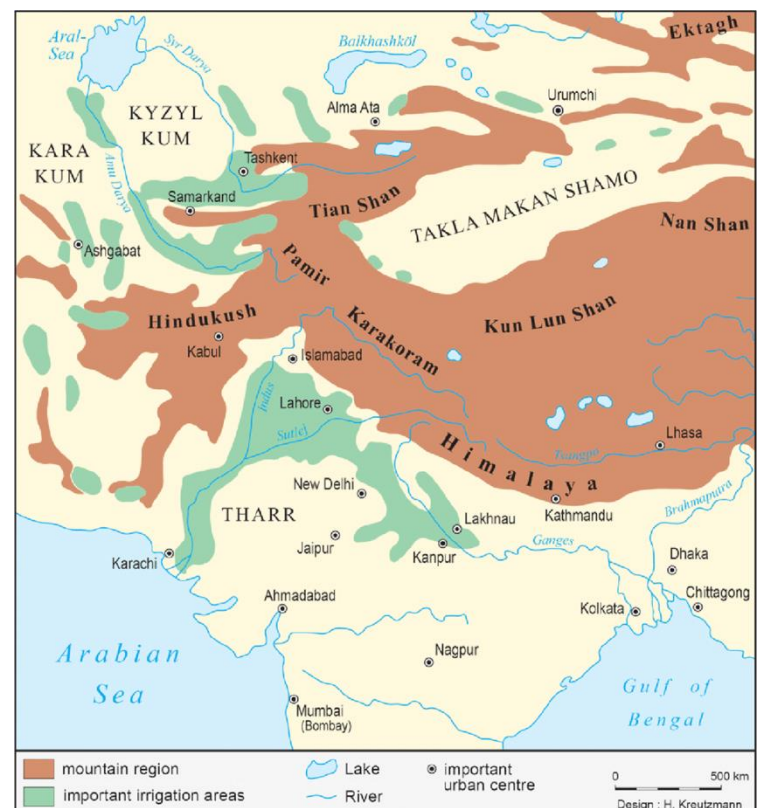 Ektagh
Aral-
Sea
Syr Darya
Balkhashköl
Urumchi
Alma Ata
KYZYL
KUM
KARA
KUM
Tashkent
Amu Darya
Samarkand
Tian Shan
TAKLA MAKAN SHAMO
Nan Shan
Ashgabat
Pamir
Hindukush
Kun Lun Shan
Karakoram
Kabul
Islamabad
Indus
Lahore
Sutlej
Lhasa
Tsangpo
Himalaya
New Delhi
Kathmandu
Brahmaputra
THARR
Lakhnau
Jaipur
Kanpur
Ganges
Karachi
Dhaka
Chittagong
Ahmadabad
Kolkata
Arabian
Sea
Nagpur
Gulf of
Bengal
Mumbai
(Bombay)
mountain region
important irrigation areas
Lake
River
important
urban centre
0 500 km
Design : H. Kreutzmann